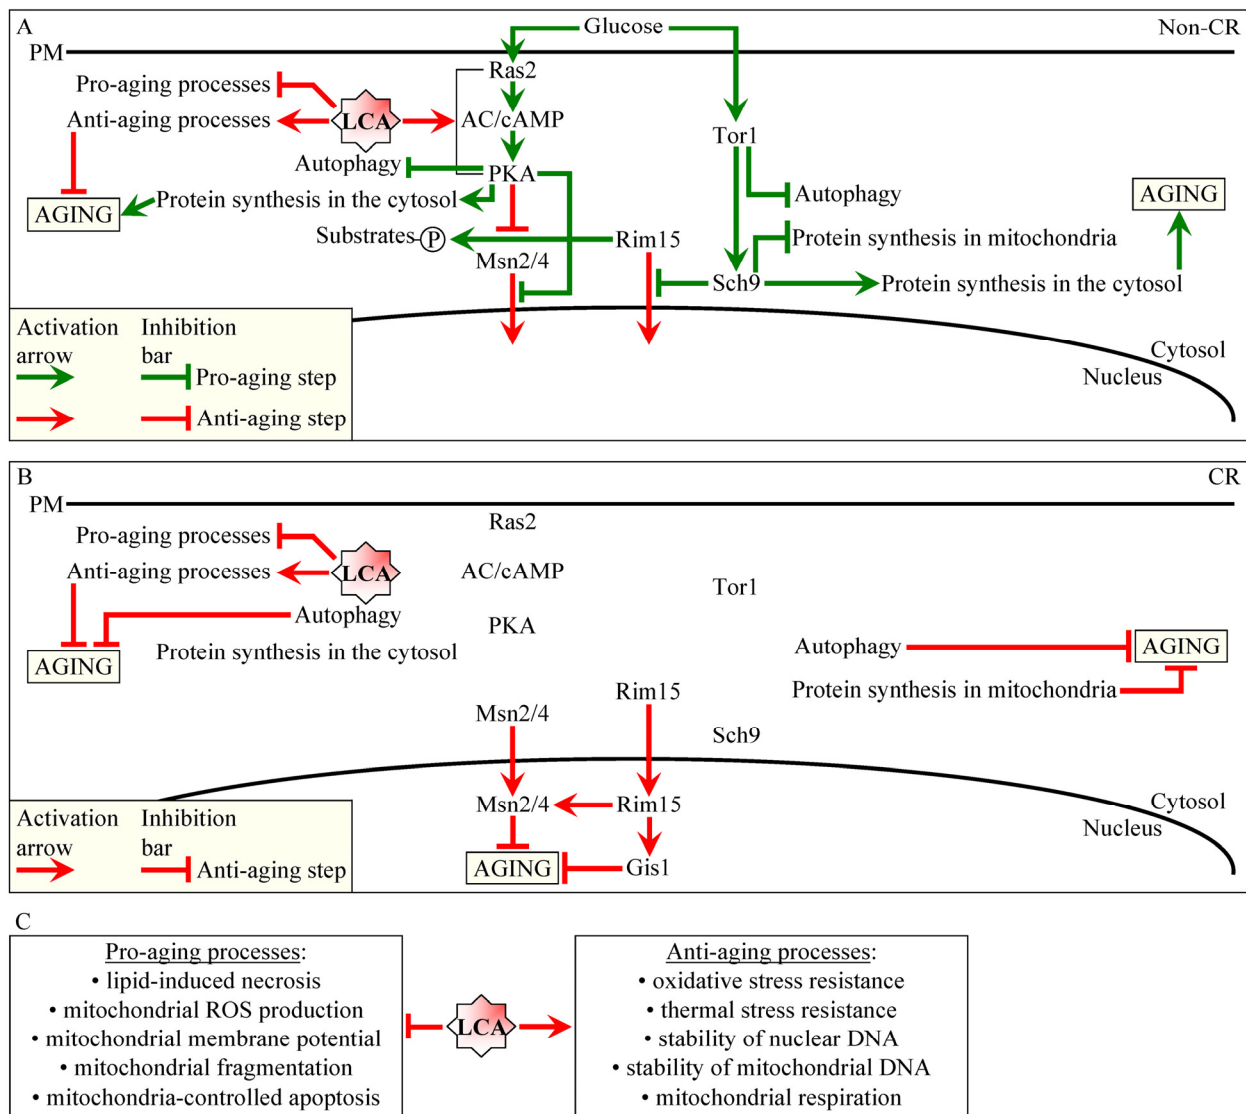 A
Glucose
Non-CR
PM
Ras2
Pro-aging processes
LCA
Anti-aging processes
AC/cAMP
Tor1
Autophagy
PKA
Autophagy
AGING
Protein synthesis in the cytosol
AGING
Substrates
P
Rim15
Protein synthesis in mitochondria
Msn2/4
Sch9
Protein synthesis in the cytosol
Activation arrow
Inhibition bar
Pro-aging step
Anti-aging step
Cytosol
Nucleus
B
CR
PM
Ras2
Pro-aging processes
LCA
Anti-aging processes
AC/cAMP
Tor1
Autophagy
PKA
Protein synthesis in the cytosol
AGING
Autophagy
AGING
Protein synthesis in mitochondria
Rim15
Msn2/4
Sch9
Msn2/4
Rim15
Cytosol
Nucleus
Activation arrow
Inhibition bar
Anti-aging step
AGING
Gis1
C
Pro-aging processes:
• lipid-induced necrosis
• mitochondrial ROS production
• mitochondrial membrane potential
• mitochondrial fragmentation
• mitochondria-controlled apoptosis
LCA
Anti-aging processes:
• oxidative stress resistance
• thermal stress resistance
• stability of nuclear DNA
• stability of mitochondrial DNA
• mitochondrial respiration